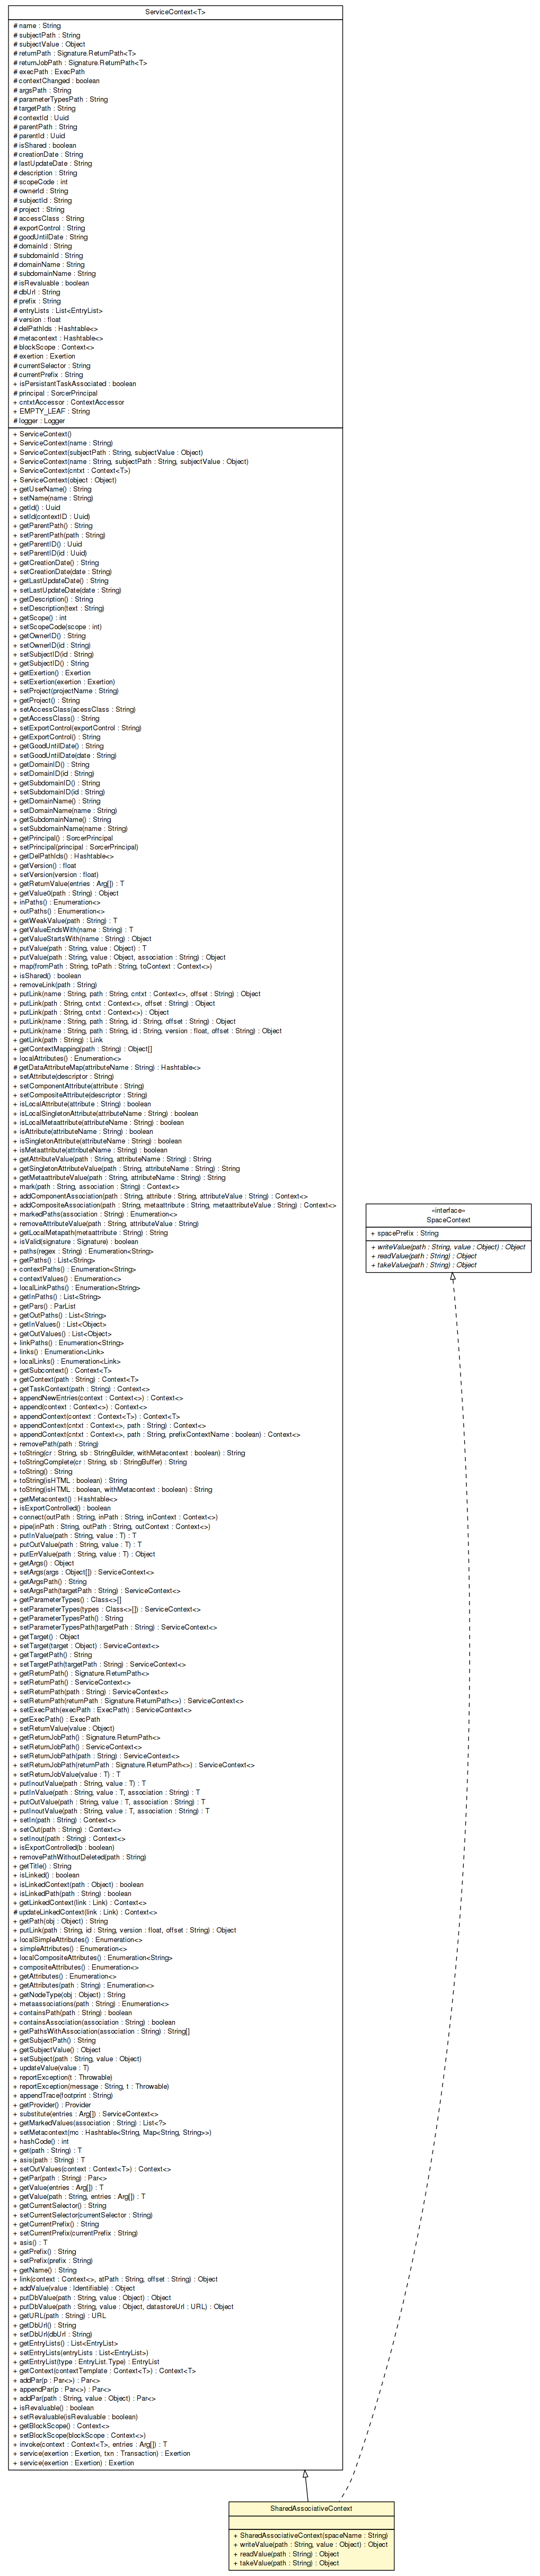 ServiceContext<T>
# name : String
# subjectPath : String
# subjectValue : Object
# returnPath : Signature.ReturnPath<T>
# returnJobPath : Signature.ReturnPath<T>
# execPath : ExecPath
# contextChanged : boolean
# argsPath : String
# parameterTypesPath : String
# targetPath : String
# contextId : Uuid
# parentPath : String
# parentId : Uuid
# isShared : boolean
# creationDate : String
# lastUpdateDate : String
# description : String
# scopeCode : int
# ownerId : String
# subjectId : String
# project : String
# accessClass : String
# exportControl : String
# goodUntilDate : String
# domainId : String
# subdomainId : String
# domainName : String
# subdomainName : String
# isRevaluable : boolean
# dbUrl : String
# prefix : String
# entryLists : List<EntryList>
# version : float
# delPathIds : Hashtable<>
# metacontext : Hashtable<>
# blockScope : Context<>
# exertion : Exertion
# currentSelector : String
# currentPrefix : String
+ isPersistantTaskAssociated : boolean
# principal : SorcerPrincipal
+ cntxtAccessor : ContextAccessor
+ EMPTY_LEAF : String
# logger : Logger
+ ServiceContext()
+ ServiceContext(name : String)
+ ServiceContext(subjectPath : String, subjectValue : Object)
+ ServiceContext(name : String, subjectPath : String, subjectValue : Object)
+ ServiceContext(cntxt : Context<T>)
+ ServiceContext(object : Object)
+ getUserName() : String
+ setName(name : String)
+ getId() : Uuid
+ setId(contextID : Uuid)
+ getParentPath() : String
+ setParentPath(path : String)
+ getParentID() : Uuid
+ setParentID(id : Uuid)
+ getCreationDate() : String
+ setCreationDate(date : String)
+ getLastUpdateDate() : String
+ setLastUpdateDate(date : String)
+ getDescription() : String
+ setDescription(text : String)
+ getScope() : int
+ setScopeCode(scope : int)
+ getOwnerID() : String
+ setOwnerID(id : String)
+ setSubjectID(id : String)
+ getSubjectID() : String
+ getExertion() : Exertion
+ setExertion(exertion : Exertion)
+ setProject(projectName : String)
+ getProject() : String
+ setAccessClass(acessClass : String)
+ getAccessClass() : String
+ setExportControl(exportControl : String)
+ getExportControl() : String
+ getGoodUntilDate() : String
+ setGoodUntilDate(date : String)
+ getDomainID() : String
+ setDomainID(id : String)
+ getSubdomainID() : String
+ setSubdomainID(id : String)
+ getDomainName() : String
+ setDomainName(name : String)
+ getSubdomainName() : String
+ setSubdomainName(name : String)
+ getPrincipal() : SorcerPrincipal
+ setPrincipal(principal : SorcerPrincipal)
+ getDelPathIds() : Hashtable<>
+ getVersion() : float
+ setVersion(version : float)
+ getReturnValue(entries : Arg[]) : T
+ getValue0(path : String) : Object
+ inPaths() : Enumeration<>
+ outPaths() : Enumeration<>
+ getWeakValue(path : String) : T
+ getValueEndsWith(name : String) : T
+ getValueStartsWith(name : String) : Object
+ putValue(path : String, value : Object) : T
+ putValue(path : String, value : Object, association : String) : Object
+ map(fromPath : String, toPath : String, toContext : Context<>)
+ isShared() : boolean
+ removeLink(path : String)
+ putLink(name : String, path : String, cntxt : Context<>, offset : String) : Object
+ putLink(path : String, cntxt : Context<>, offset : String) : Object
+ putLink(path : String, cntxt : Context<>) : Object
+ putLink(name : String, path : String, id : String, offset : String) : Object
+ putLink(name : String, path : String, id : String, version : float, offset : String) : Object
+ getLink(path : String) : Link
+ getContextMapping(path : String) : Object[]
+ localAttributes() : Enumeration<>
# getDataAttributeMap(attributeName : String) : Hashtable<>
+ setAttribute(descriptor : String)
+ setComponentAttribute(attribute : String)
+ setCompositeAttribute(descriptor : String)
+ isLocalAttribute(attribute : String) : boolean
+ isLocalSingletonAttribute(attributeName : String) : boolean
+ isLocalMetaattribute(attributeName : String) : boolean
+ isAttribute(attributeName : String) : boolean
+ isSingletonAttribute(attributeName : String) : boolean
+ isMetaattribute(attributeName : String) : boolean
+ getAttributeValue(path : String, attributeName : String) : String
+ getSingletonAttributeValue(path : String, attributeName : String) : String
+ getMetaattributeValue(path : String, attributeName : String) : String
+ mark(path : String, association : String) : Context<>
+ addComponentAssociation(path : String, attribute : String, attributeValue : String) : Context<>
+ addCompositeAssociation(path : String, metaattribute : String, metaattributeValue : String) : Context<>
+ markedPaths(association : String) : Enumeration<>
+ removeAttributeValue(path : String, attributeValue : String)
+ getLocalMetapath(metaattribute : String) : String
+ isValid(signature : Signature) : boolean
+ paths(regex : String) : Enumeration<String>
+ getPaths() : List<String>
+ contextPaths() : Enumeration<String>
+ contextValues() : Enumeration<>
+ localLinkPaths() : Enumeration<String>
+ getInPaths() : List<String>
+ getPars() : ParList
+ getOutPaths() : List<String>
+ getInValues() : List<Object>
+ getOutValues() : List<Object>
+ linkPaths() : Enumeration<String>
+ links() : Enumeration<Link>
+ localLinks() : Enumeration<Link>
+ getSubcontext() : Context<T>
+ getContext(path : String) : Context<T>
+ getTaskContext(path : String) : Context<>
+ appendNewEntries(context : Context<>) : Context<>
+ append(context : Context<>) : Context<>
+ appendContext(context : Context<T>) : Context<T>
+ appendContext(cntxt : Context<>, path : String) : Context<>
+ appendContext(cntxt : Context<>, path : String, prefixContextName : boolean) : Context<>
+ removePath(path : String)
+ toString(cr : String, sb : StringBuilder, withMetacontext : boolean) : String
+ toStringComplete(cr : String, sb : StringBuffer) : String
+ toString() : String
+ toString(isHTML : boolean) : String
+ toString(isHTML : boolean, withMetacontext : boolean) : String
+ getMetacontext() : Hashtable<>
+ isExportControlled() : boolean
+ connect(outPath : String, inPath : String, inContext : Context<>)
+ pipe(inPath : String, outPath : String, outContext : Context<>)
+ putInValue(path : String, value : T) : T
+ putOutValue(path : String, value : T) : T
+ putErrValue(path : String, value : T) : Object
+ getArgs() : Object
+ setArgs(args : Object[]) : ServiceContext<>
+ getArgsPath() : String
+ setArgsPath(targetPath : String) : ServiceContext<>
+ getParameterTypes() : Class<>[]
+ setParameterTypes(types : Class<>[]) : ServiceContext<>
+ getParameterTypesPath() : String
+ setParameterTypesPath(targetPath : String) : ServiceContext<>
+ getTarget() : Object
+ setTarget(target : Object) : ServiceContext<>
+ getTargetPath() : String
+ setTargetPath(targetPath : String) : ServiceContext<>
+ getReturnPath() : Signature.ReturnPath<>
+ setReturnPath() : ServiceContext<>
+ setReturnPath(path : String) : ServiceContext<>
+ setReturnPath(returnPath : Signature.ReturnPath<>) : ServiceContext<>
+ setExecPath(execPath : ExecPath) : ServiceContext<>
+ getExecPath() : ExecPath
+ setReturnValue(value : Object)
+ getReturnJobPath() : Signature.ReturnPath<>
+ setReturnJobPath() : ServiceContext<>
+ setReturnJobPath(path : String) : ServiceContext<>
+ setReturnJobPath(returnPath : Signature.ReturnPath<>) : ServiceContext<>
+ setReturnJobValue(value : T) : T
+ putInoutValue(path : String, value : T) : T
+ putInValue(path : String, value : T, association : String) : T
+ putOutValue(path : String, value : T, association : String) : T
+ putInoutValue(path : String, value : T, association : String) : T
+ setIn(path : String) : Context<>
+ setOut(path : String) : Context<>
+ setInout(path : String) : Context<>
+ isExportControlled(b : boolean)
+ removePathWithoutDeleted(path : String)
+ getTitle() : String
+ isLinked() : boolean
+ isLinkedContext(path : Object) : boolean
+ isLinkedPath(path : String) : boolean
+ getLinkedContext(link : Link) : Context<>
# updateLinkedContext(link : Link) : Context<>
+ getPath(obj : Object) : String
+ putLink(path : String, id : String, version : float, offset : String) : Object
+ localSimpleAttributes() : Enumeration<>
+ simpleAttributes() : Enumeration<>
+ localCompositeAttributes() : Enumeration<String>
+ compositeAttributes() : Enumeration<>
+ getAttributes() : Enumeration<>
+ getAttributes(path : String) : Enumeration<>
+ getNodeType(obj : Object) : String
+ metaassociations(path : String) : Enumeration<>
+ containsPath(path : String) : boolean
+ containsAssociation(association : String) : boolean
+ getPathsWithAssociation(association : String) : String[]
+ getSubjectPath() : String
+ getSubjectValue() : Object
+ setSubject(path : String, value : Object)
+ updateValue(value : T)
+ reportException(t : Throwable)
+ reportException(message : String, t : Throwable)
+ appendTrace(footprint : String)
+ getProvider() : Provider
+ substitute(entries : Arg[]) : ServiceContext<>
+ getMarkedValues(association : String) : List<?>
+ setMetacontext(mc : Hashtable<String, Map<String, String>>)
+ hashCode() : int
+ get(path : String) : T
+ asis(path : String) : T
+ setOutValues(context : Context<T>) : Context<>
+ getPar(path : String) : Par<>
+ getValue(entries : Arg[]) : T
+ getValue(path : String, entries : Arg[]) : T
+ getCurrentSelector() : String
+ setCurrentSelector(currentSelector : String)
+ getCurrentPrefix() : String
+ setCurrentPrefix(currentPrefix : String)
+ asis() : T
+ getPrefix() : String
+ setPrefix(prefix : String)
+ getName() : String
+ link(context : Context<>, atPath : String, offset : String) : Object
+ addValue(value : Identifiable) : Object
+ putDbValue(path : String, value : Object) : Object
+ putDbValue(path : String, value : Object, datastoreUrl : URL) : Object
+ getURL(path : String) : URL
+ getDbUrl() : String
+ setDbUrl(dbUrl : String)
+ getEntryLists() : List<EntryList>
+ setEntryLists(entryLists : List<EntryList>)
+ getEntryList(type : EntryList.Type) : EntryList
+ getContext(contextTemplate : Context<T>) : Context<T>
+ addPar(p : Par<>) : Par<>
+ appendPar(p : Par<>) : Par<>
+ addPar(path : String, value : Object) : Par<>
+ isRevaluable() : boolean
+ setRevaluable(isRevaluable : boolean)
+ getBlockScope() : Context<>
+ setBlockScope(blockScope : Context<>)
+ invoke(context : Context<T>, entries : Arg[]) : T
+ service(exertion : Exertion, txn : Transaction) : Exertion
+ service(exertion : Exertion) : Exertion
«interface»
SpaceContext
+ spacePrefix : String
+ writeValue(path : String, value : Object) : Object
+ readValue(path : String) : Object
+ takeValue(path : String) : Object
SharedAssociativeContext
+ SharedAssociativeContext(spaceName : String)
+ writeValue(path : String, value : Object) : Object
+ readValue(path : String) : Object
+ takeValue(path : String) : Object